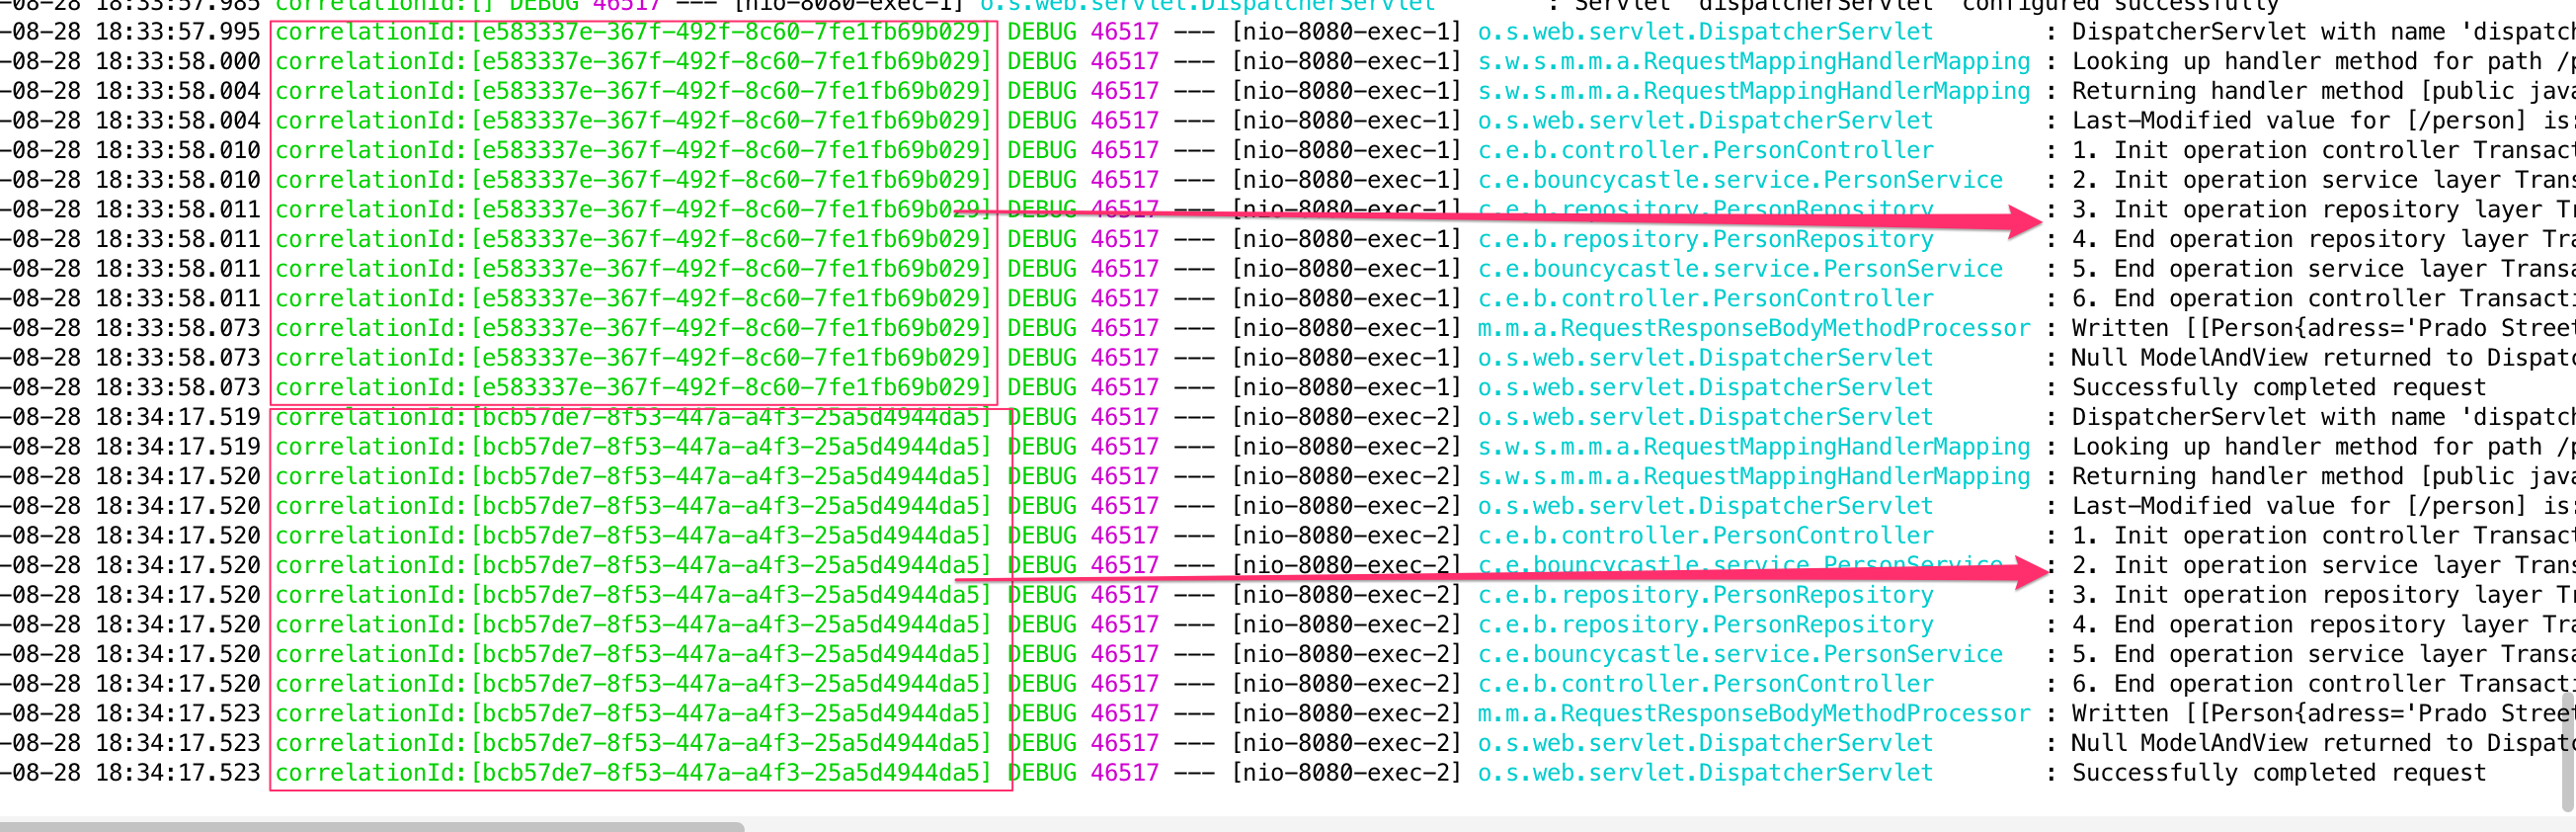 -08-28 18:33:57.985 correlationId:[] DEBUG 46517 --- [nio-8080-exec-1] o.s.web.servlet.DispatcherServlet : Servlet 'dispatcherServlet' configured successfully
-08-28 18:33:57.995 correlationId:[e583337e-367f-492f-8c60-7fe1fb69b029] DEBUG 46517 --- [nio-8080-exec-1] o.s.web.servlet.DispatcherServlet : DispatcherServlet with name 'dispatch
-08-28 18:33:58.000 correlationId:[e583337e-367f-492f-8c60-7fe1fb69b029] DEBUG 46517 --- [nio-8080-exec-1] s.w.s.m.m.a.RequestMappingHandlerMapping : Looking up handler method for path /p
-08-28 18:33:58.004 correlationId:[e583337e-367f-492f-8c60-7fe1fb69b029] DEBUG 46517 --- [nio-8080-exec-1] s.w.s.m.m.a.RequestMappingHandlerMapping : Returning handler method [public java
-08-28 18:33:58.004 correlationId:[e583337e-367f-492f-8c60-7fe1fb69b029] DEBUG 46517 --- [nio-8080-exec-1] o.s.web.servlet.DispatcherServlet : Last-Modified value for [/person] is:
-08-28 18:33:58.010 correlationId:[e583337e-367f-492f-8c60-7fe1fb69b029] DEBUG 46517 --- [nio-8080-exec-1] c.e.b.controller.PersonController : 1. Init operation controller Transact
-08-28 18:33:58.010 correlationId:[e583337e-367f-492f-8c60-7fe1fb69b029] DEBUG 46517 --- [nio-8080-exec-1] c.e.bouncycastle.service.PersonService : 2. Init operation service layer Trans
-08-28 18:33:58.011 correlationId:[e583337e-367f-492f-8c60-7fe1fb69b029] DEBUG 46517 --- [nio-8080-exec-1] c.e.b.repository.PersonRepository : 3. Init operation repository layer Tr
-08-28 18:33:58.011 correlationId:[e583337e-367f-492f-8c60-7fe1fb69b029] DEBUG 46517 --- [nio-8080-exec-1] c.e.b.repository.PersonRepository : 4. End operation repository layer Tra
-08-28 18:33:58.011 correlationId:[e583337e-367f-492f-8c60-7fe1fb69b029] DEBUG 46517 --- [nio-8080-exec-1] c.e.bouncycastle.service.PersonService : 5. End operation service layer Transa
-08-28 18:33:58.011 correlationId:[e583337e-367f-492f-8c60-7fe1fb69b029] DEBUG 46517 --- [nio-8080-exec-1] c.e.b.controller.PersonController : 6. End operation controller Transacti
-08-28 18:33:58.073 correlationId:[e583337e-367f-492f-8c60-7fe1fb69b029] DEBUG 46517 --- [nio-8080-exec-1] m.m.a.RequestResponseBodyMethodProcessor : Written [[Person{adress='Prado Street
-08-28 18:33:58.073 correlationId:[e583337e-367f-492f-8c60-7fe1fb69b029] DEBUG 46517 --- [nio-8080-exec-1] o.s.web.servlet.DispatcherServlet : Null ModelAndView returned to Dispatc
-08-28 18:33:58.073 correlationId:[e583337e-367f-492f-8c60-7fe1fb69b029] DEBUG 46517 --- [nio-8080-exec-1] o.s.web.servlet.DispatcherServlet : Successfully completed request
-08-28 18:34:17.519 correlationId:[bcb57de7-8f53-447a-a4f3-25a5d4944da5] DEBUG 46517 --- [nio-8080-exec-2] o.s.web.servlet.DispatcherServlet : DispatcherServlet with name 'dispatch
-08-28 18:34:17.519 correlationId:[bcb57de7-8f53-447a-a4f3-25a5d4944da5] DEBUG 46517 --- [nio-8080-exec-2] s.w.s.m.m.a.RequestMappingHandlerMapping : Looking up handler method for path /p
-08-28 18:34:17.520 correlationId:[bcb57de7-8f53-447a-a4f3-25a5d4944da5] DEBUG 46517 --- [nio-8080-exec-2] s.w.s.m.m.a.RequestMappingHandlerMapping : Returning handler method [public java
-08-28 18:34:17.520 correlationId:[bcb57de7-8f53-447a-a4f3-25a5d4944da5] DEBUG 46517 --- [nio-8080-exec-2] o.s.web.servlet.DispatcherServlet : Last-Modified value for [/person] is:
-08-28 18:34:17.520 correlationId:[bcb57de7-8f53-447a-a4f3-25a5d4944da5] DEBUG 46517 --- [nio-8080-exec-2] c.e.b.controller.PersonController : 1. Init operation controller Transact
-08-28 18:34:17.520 correlationId:[bcb57de7-8f53-447a-a4f3-25a5d4944da5] DEBUG 46517 --- [nio-8080-exec-2] c.e.bouncycastle.service.PersonService : 2. Init operation service layer Trans
-08-28 18:34:17.520 correlationId:[bcb57de7-8f53-447a-a4f3-25a5d4944da5] DEBUG 46517 --- [nio-8080-exec-2] c.e.b.repository.PersonRepository : 3. Init operation repository layer Tr
-08-28 18:34:17.520 correlationId:[bcb57de7-8f53-447a-a4f3-25a5d4944da5] DEBUG 46517 --- [nio-8080-exec-2] c.e.b.repository.PersonRepository : 4. End operation repository layer Tra
-08-28 18:34:17.520 correlationId:[bcb57de7-8f53-447a-a4f3-25a5d4944da5] DEBUG 46517 --- [nio-8080-exec-2] c.e.bouncycastle.service.PersonService : 5. End operation service layer Transa
-08-28 18:34:17.520 correlationId:[bcb57de7-8f53-447a-a4f3-25a5d4944da5] DEBUG 46517 --- [nio-8080-exec-2] c.e.b.controller.PersonController : 6. End operation controller Transacti
-08-28 18:34:17.523 correlationId:[bcb57de7-8f53-447a-a4f3-25a5d4944da5] DEBUG 46517 --- [nio-8080-exec-2] m.m.a.RequestResponseBodyMethodProcessor : Written [[Person{adress='Prado Street
-08-28 18:34:17.523 correlationId:[bcb57de7-8f53-447a-a4f3-25a5d4944da5] DEBUG 46517 --- [nio-8080-exec-2] o.s.web.servlet.DispatcherServlet : Null ModelAndView returned to Dispatc
-08-28 18:34:17.523 correlationId:[bcb57de7-8f53-447a-a4f3-25a5d4944da5] DEBUG 46517 --- [nio-8080-exec-2] o.s.web.servlet.DispatcherServlet : Successfully completed request